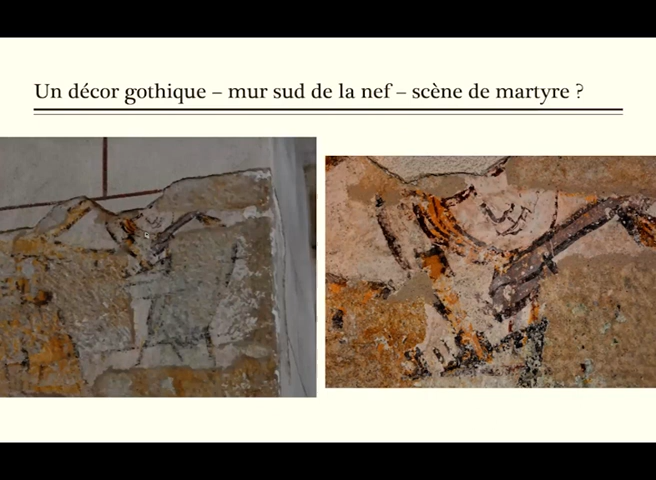 Un décor gothique – mur sud de la nef – scène de martyre ?